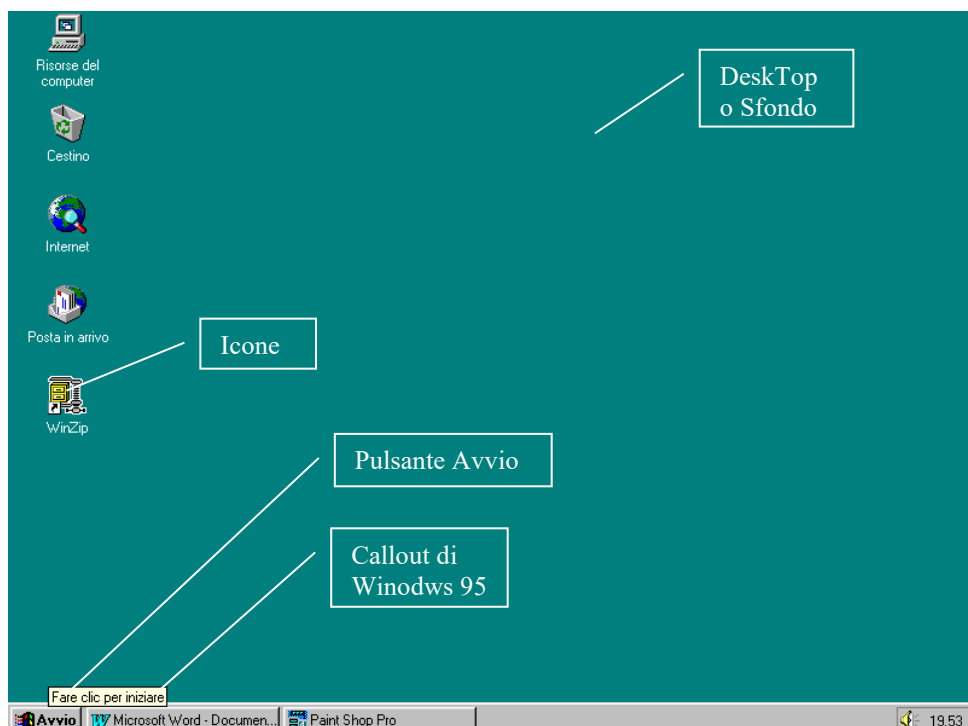 Risorse del
computer
DeskTop
o Sfondo
Cestino
Internet
Posta in arrivo
Icone
WinZip
Pulsante Avvio
Callout di
Winodws 95
Fare clic per iniziare
Avvio
Microsoft Word - Documen...
Paint Shop Pro
19.53